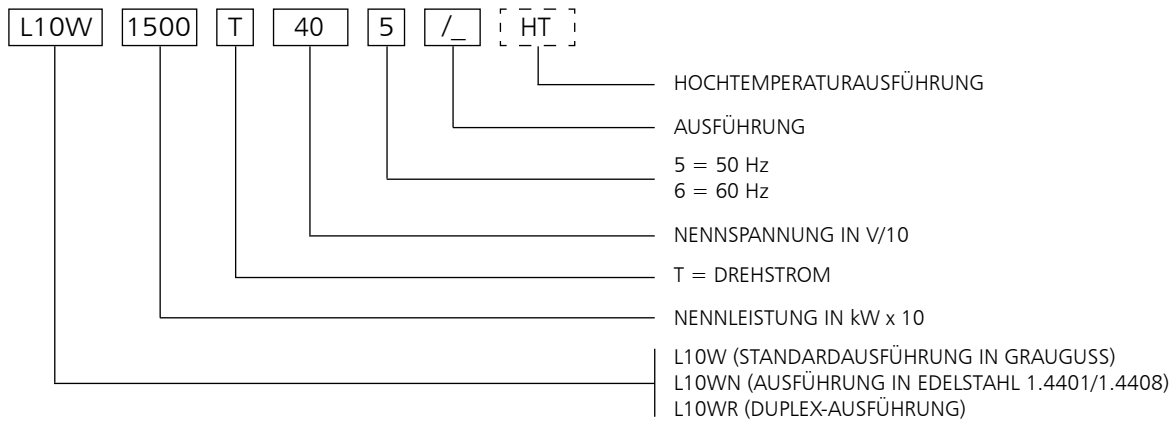 L10W 1500 T 40 5 /_ HT
HOCHTEMPERATURAUSFÜHRUNG
AUSFÜHRUNG
5 = 50 Hz
6 = 60 Hz
NENNSPANNUNG IN V/10
T = DREHSTROM
NENNLEISTUNG IN kW x 10
L10W (STANDARDAUSFÜHRUNG IN GRAUGUSS)
L10WN (AUSFÜHRUNG IN EDELSTAHL 1.4401/1.4408)
L10WR (DUPLEX-AUSFÜHRUNG)